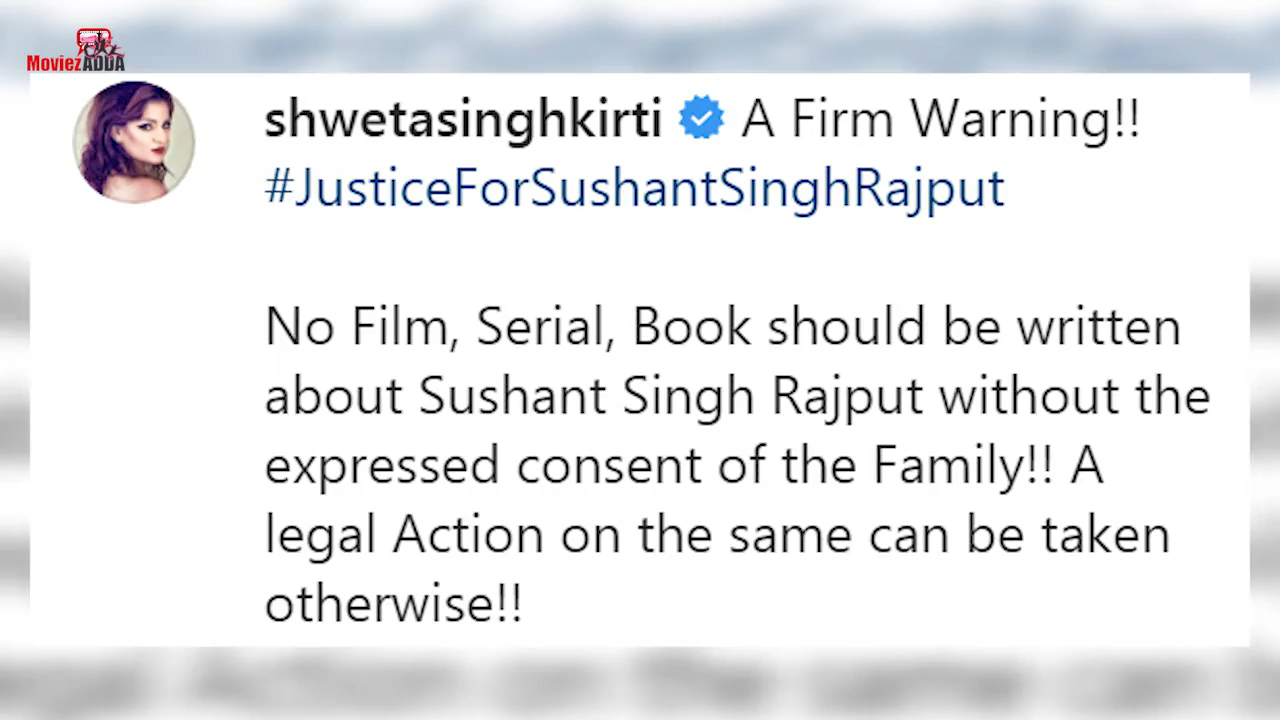 MoviezADDA
shwetasinghkirti A Firm Warning!!
#JusticeForSushantSinghRajput
No Film, Serial, Book should be written
about Sushant Singh Rajput without the
expressed consent of the Family!! A
legal Action on the same can be taken
otherwise!!